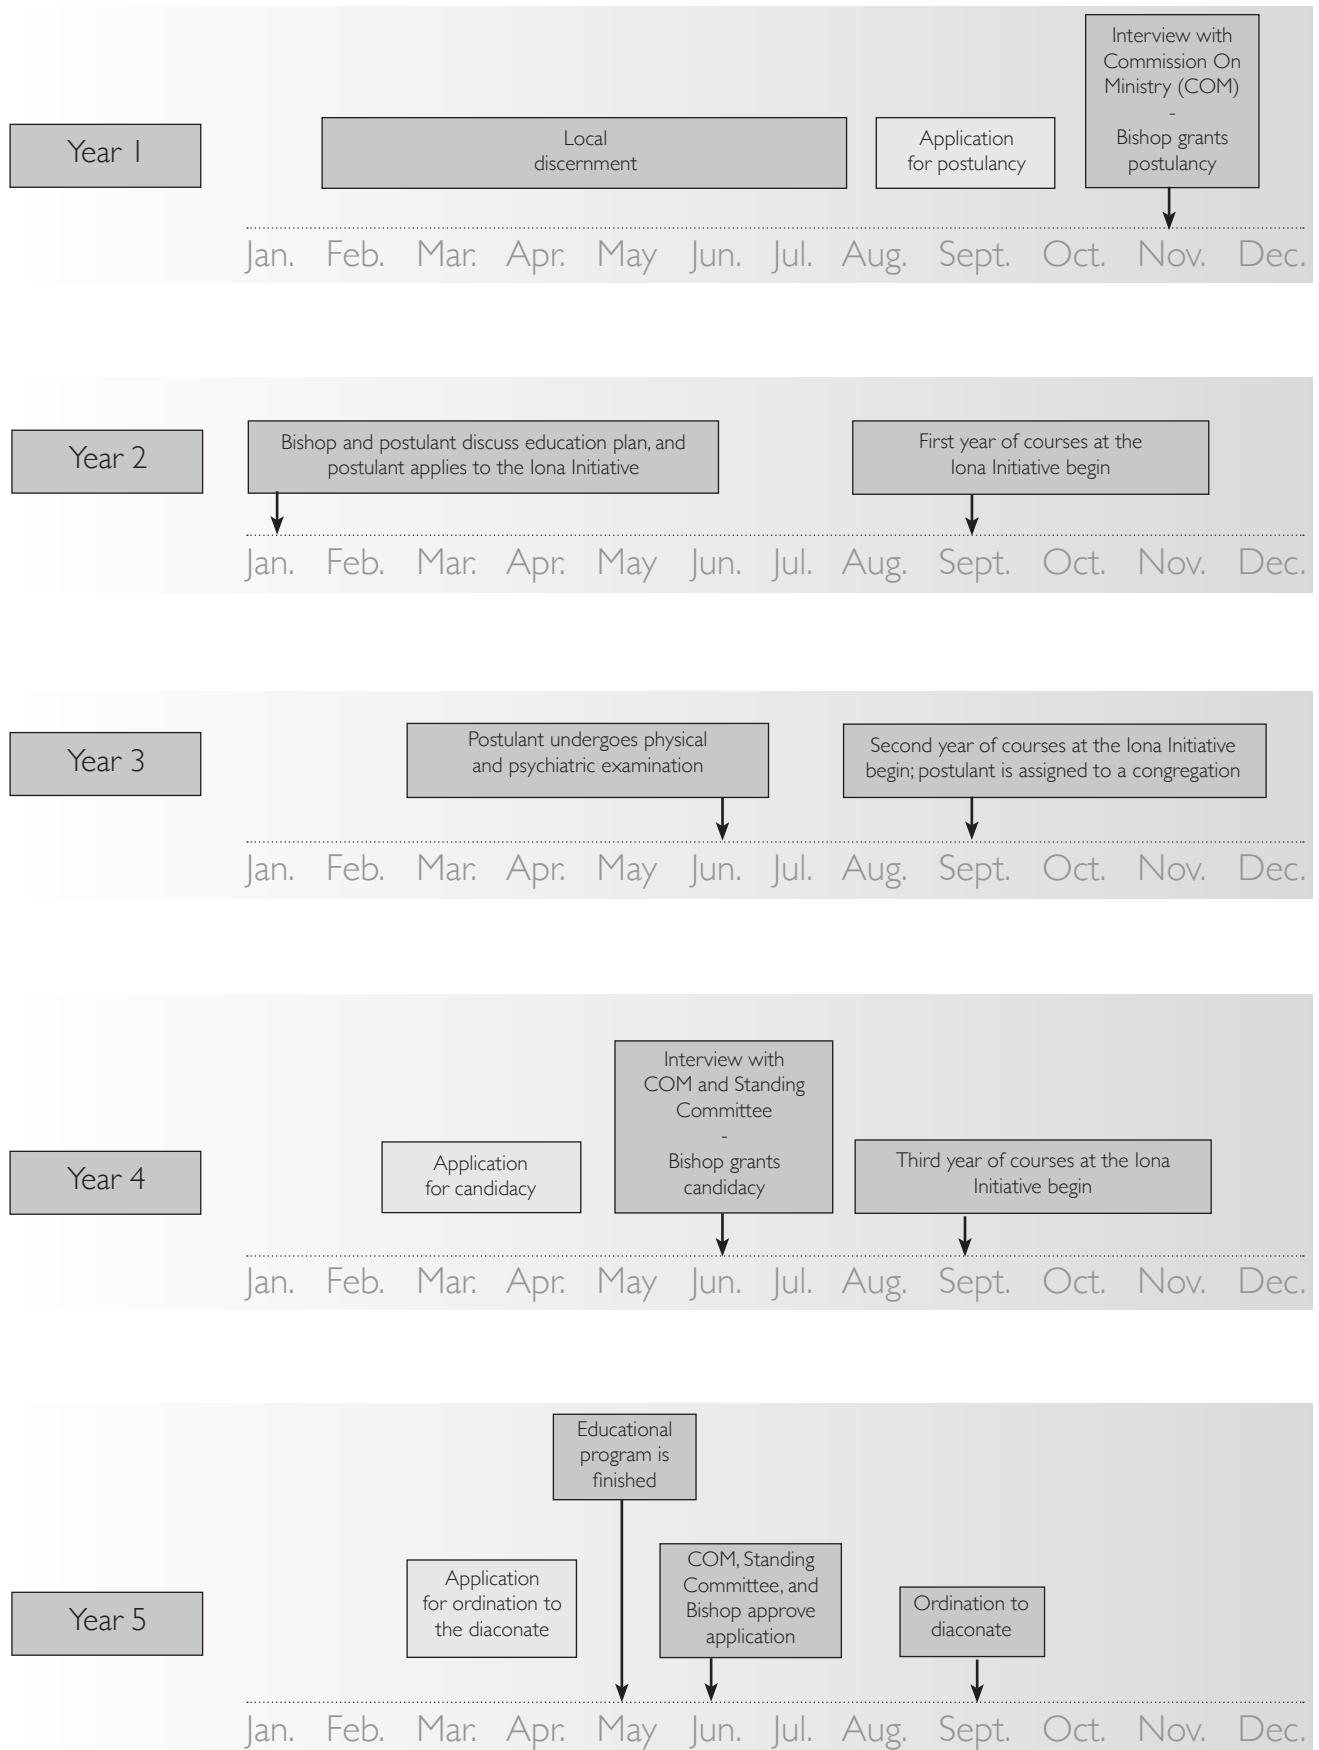 Interview with
Commission On
Ministry (COM)
-
Bishop grants
postulancy
Year 1
Local
discernment
Application
for postulancy
Jan. Feb. Mar. Apr. May Jun. Jul. Aug. Sept. Oct. Nov. Dec.
Year 2
Bishop and postulant discuss education plan, and
postulant applies to the Iona Initiative
First year of courses at the
Iona Initiative begin
Jan. Feb. Mar. Apr. May Jun. Jul. Aug. Sept. Oct. Nov. Dec.
Year 3
Postulant undergoes physical
and psychiatric examination
Second year of courses at the Iona Initiative
begin; postulant is assigned to a congregation
Jan. Feb. Mar. Apr. May Jun. Jul. Aug. Sept. Oct. Nov. Dec.
Year 4
Application
for candidacy
Interview with
COM and Standing
Committee
-
Bishop grants
candidacy
Third year of courses at the Iona
Initiative begin
Jan. Feb. Mar. Apr. May Jun. Jul. Aug. Sept. Oct. Nov. Dec.
Year 5
Application
for ordination to
the diaconate
Educational
program is
finished
COM, Standing
Committee, and
Bishop approve
application
Ordination to
diaconate
Jan. Feb. Mar. Apr. May Jun. Jul. Aug. Sept. Oct. Nov. Dec.